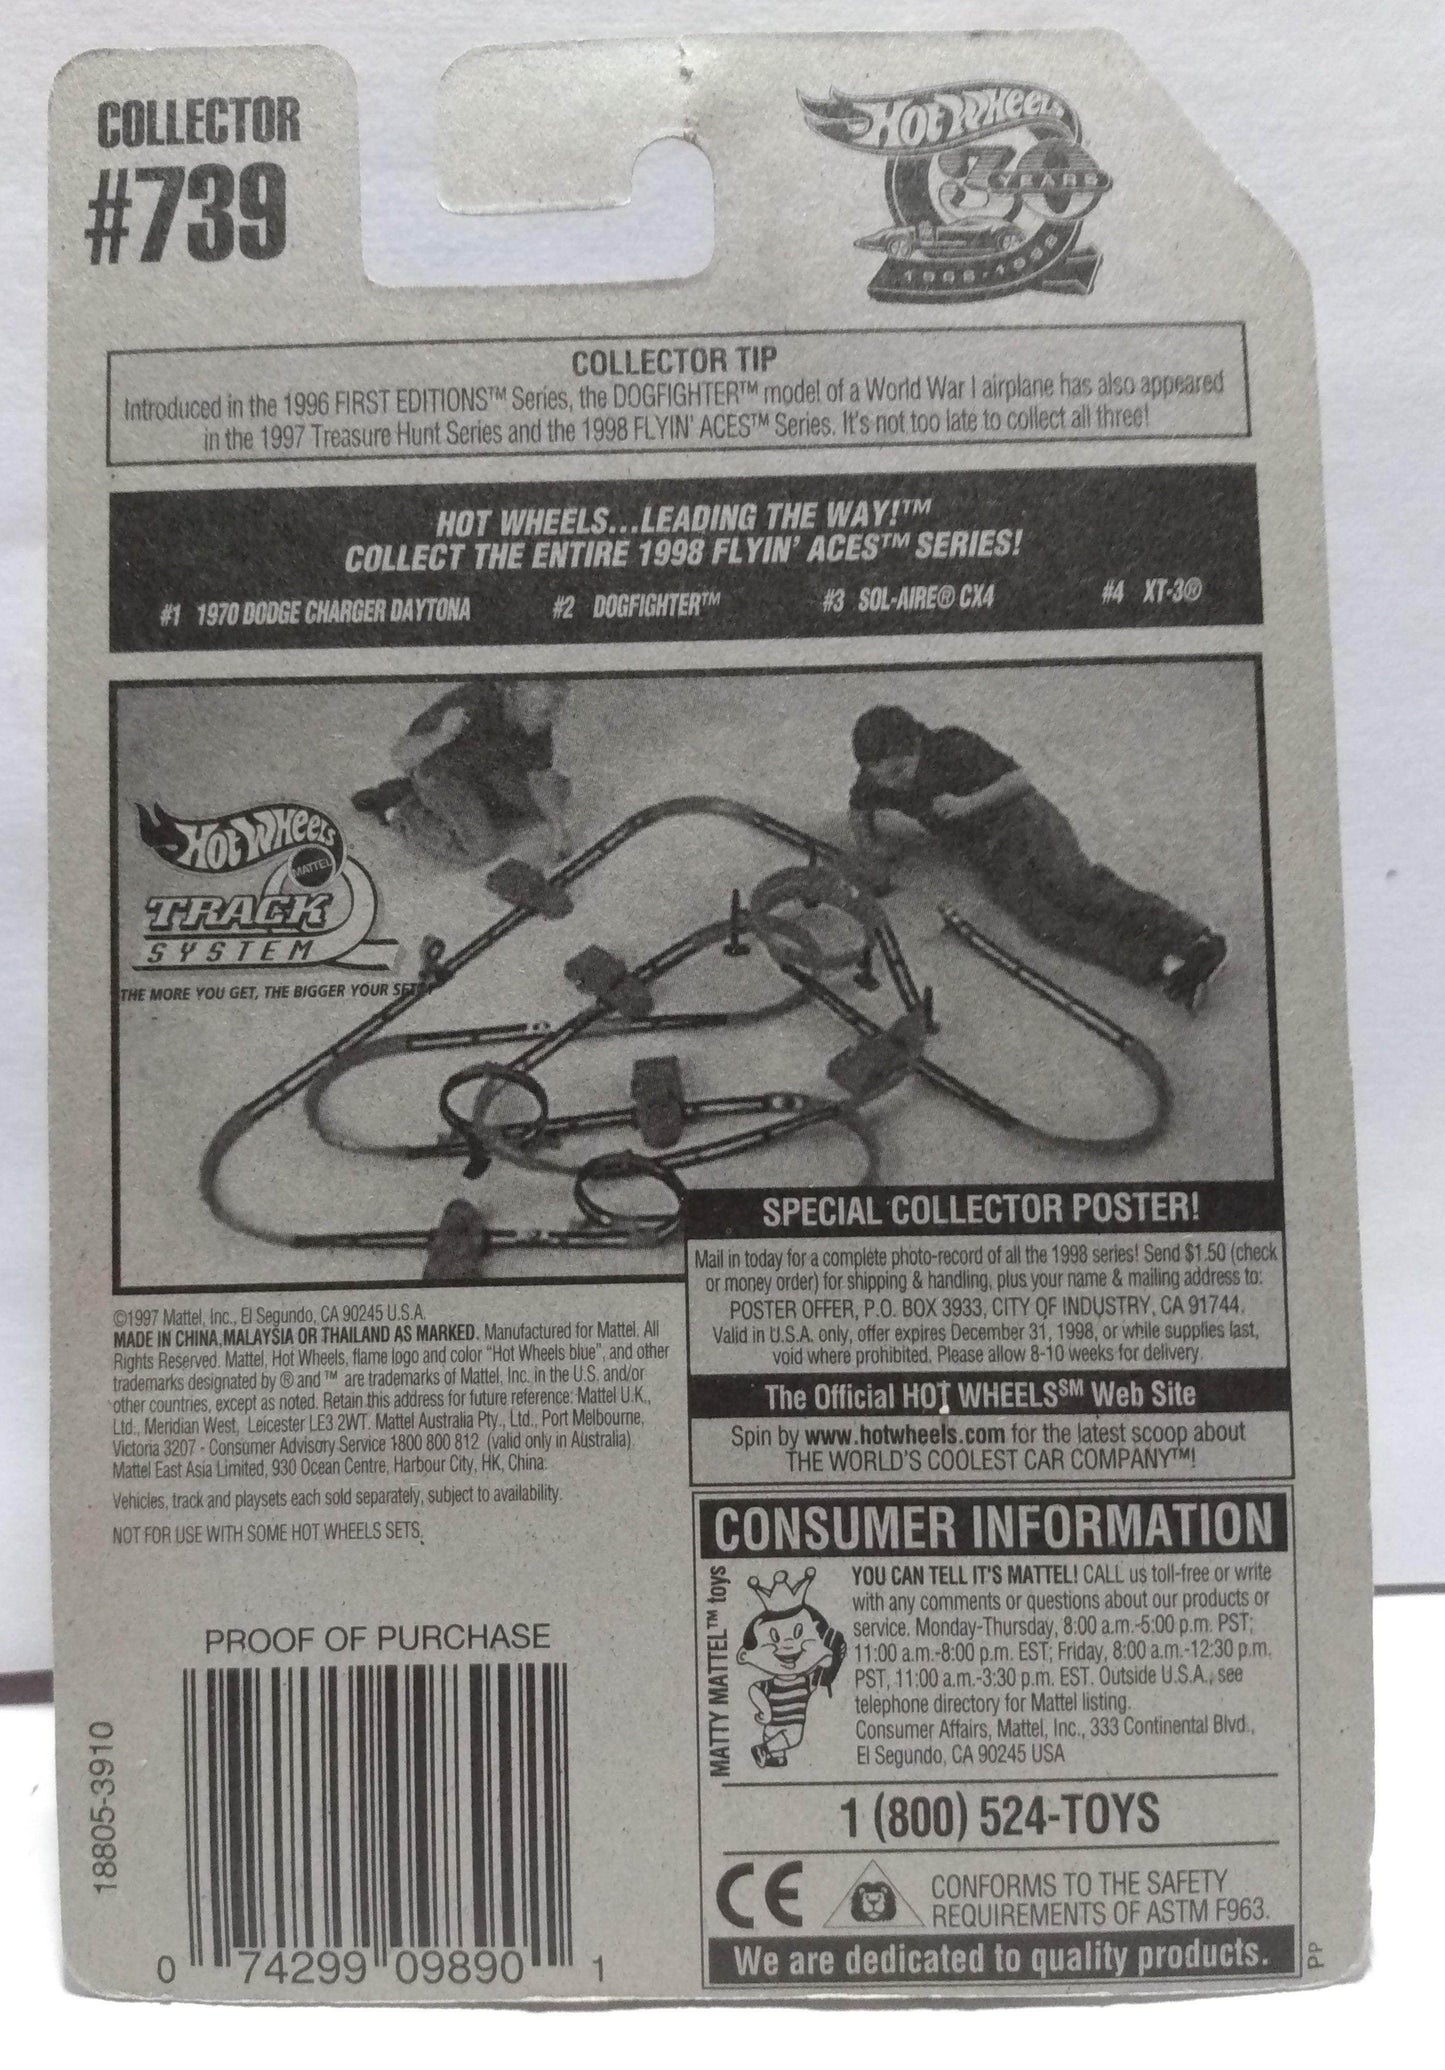 COLLECTOR
#739
HOT WHEELS
30
YEARS
1968-1998
COLLECTOR TIP
Introduced in the 1996 FIRST EDITIONS™ Series, the DOGFIGHTER™ model of a World War I airplane has also appeared
in the 1997 Treasure Hunt Series and the 1998 FLYIN' ACES™ Series. It's not too late to collect all three!
HOT WHEELS...LEADING THE WAY!™
COLLECT THE ENTIRE 1998 FLYIN' ACES™ SERIES!
#1 1970 DODGE CHARGER DAYTONA #2 DOGFIGHTER™ #3 SOL-AIRE® CX4 #4 XT-3®
HOT WHEELS
MATTEL
TRACK
SYSTEM
THE MORE YOU GET, THE BIGGER YOUR SET!
SPECIAL COLLECTOR POSTER!
Mail in today for a complete photo-record of all the 1998 series! Send $1.50 (check
or money order) for shipping & handling, plus your name & mailing address to:
POSTER OFFER, P.O. BOX 3933, CITY OF INDUSTRY, CA 91744.
Valid in U.S.A. only, offer expires December 31, 1998, or while supplies last,
void where prohibited. Please allow 8-10 weeks for delivery.
The Official HOT WHEELS℠ Web Site
Spin by www.hotwheels.com for the latest scoop about
THE WORLD'S COOLEST CAR COMPANY™!
©1997 Mattel, Inc., El Segundo, CA 90245 U.S.A.
MADE IN CHINA, MALAYSIA OR THAILAND AS MARKED. Manufactured for Mattel. All
Rights Reserved. Mattel, Hot Wheels, flame logo and color "Hot Wheels blue", and other
trademarks designated by ® and ™ are trademarks of Mattel, Inc. in the U.S. and/or
other countries, except as noted. Retain this address for future reference: Mattel U.K.,
Ltd., Meridian West, Leicester LE3 2WT. Mattel Australia Pty., Ltd., Port Melbourne,
Victoria 3207 - Consumer Advisory Service 1-800 800 812 (valid only in Australia).
Mattel East Asia Limited, 930 Ocean Centre, Harbour City, HK, China.
Vehicles, track and playsets each sold separately, subject to availability.
NOT FOR USE WITH SOME HOT WHEELS SETS.
CONSUMER INFORMATION
MATTY MATTEL™ toys
YOU CAN TELL IT'S MATTEL! CALL us toll-free or write
with any comments or questions about our products or
service. Monday-Thursday, 8:00 a.m.-5:00 p.m. PST;
11:00 a.m.-8:00 p.m. EST; Friday, 8:00 a.m.-12:30 p.m.
PST, 11:00 a.m.-3:30 p.m. EST. Outside U.S.A., see
telephone directory for Mattel listing.
Consumer Affairs, Mattel, Inc., 333 Continental Blvd.,
El Segundo, CA 90245 USA
1 (800) 524-TOYS
CE
CONFORMS TO THE SAFETY
REQUIREMENTS OF ASTM F963.
We are dedicated to quality products.
PP
PROOF OF PURCHASE
18805-3910
0 74299 09890 1